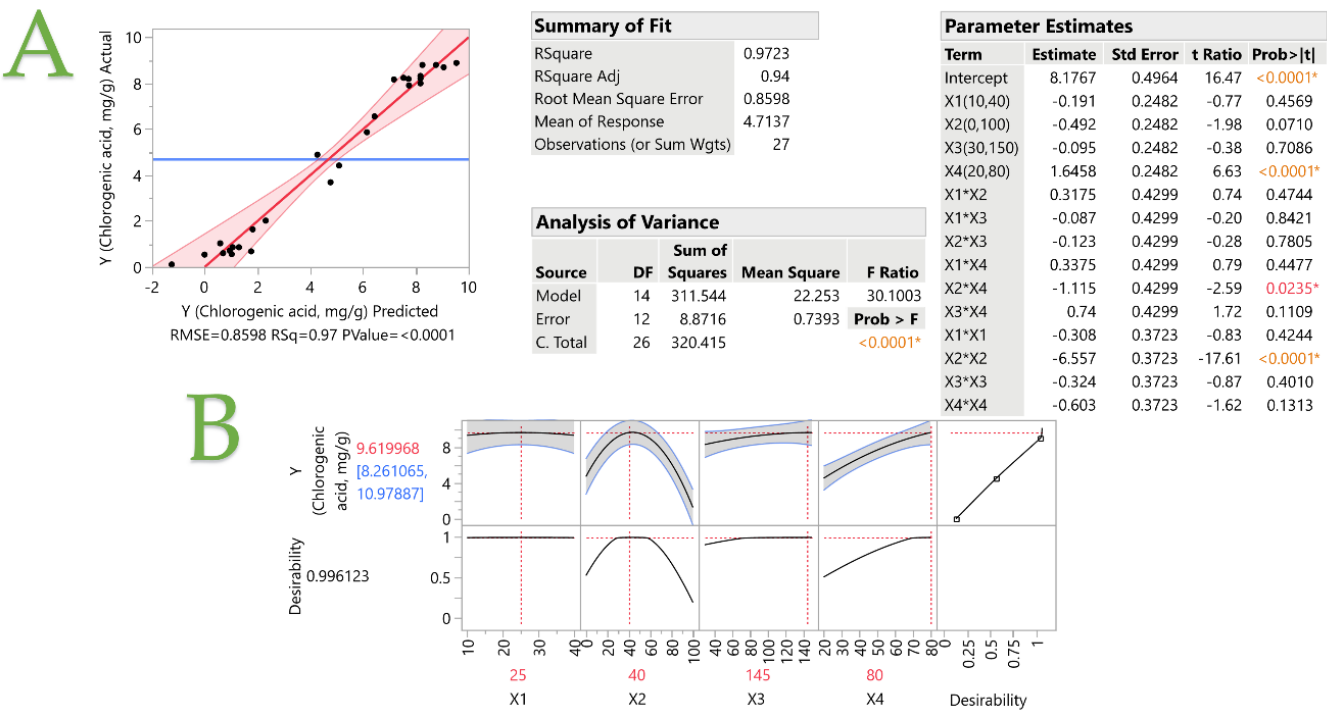 A
Y (Chlorogenic acid, mg/g) Actual
10
8
6
4
2
0
-2 0 2 4 6 8 10
Y (Chlorogenic acid, mg/g) Predicted
RMSE=0.8598 RSq=0.97 PValue=<0.0001
Summary of Fit
RSquare 0.9723
RSquare Adj 0.94
Root Mean Square Error 0.8598
Mean of Response 4.7137
Observations (or Sum Wgts) 27
Analysis of Variance
Sum of
Source DF Squares Mean Square F Ratio
Model 14 311.544 22.253 30.1003
Error 12 8.8716 0.7393 Prob > F
C. Total 26 320.415 <0.0001*
Parameter Estimates
Term Estimate Std Error t Ratio Prob>|t|
Intercept 8.1767 0.4964 16.47 <0.0001*
X1(10,40) -0.191 0.2482 -0.77 0.4569
X2(0,100) -0.492 0.2482 -1.98 0.0710
X3(30,150) -0.095 0.2482 -0.38 0.7086
X4(20,80) 1.6458 0.2482 6.63 <0.0001*
X1*X2 0.3175 0.4299 0.74 0.4744
X1*X3 -0.087 0.4299 -0.20 0.8421
X2*X3 -0.123 0.4299 -0.28 0.7805
X1*X4 0.3375 0.4299 0.79 0.4477
X2*X4 -1.115 0.4299 -2.59 0.0235*
X3*X4 0.74 0.4299 1.72 0.1109
X1*X1 -0.308 0.3723 -0.83 0.4244
X2*X2 -6.557 0.3723 -17.61 <0.0001*
X3*X3 -0.324 0.3723 -0.87 0.4010
X4*X4 -0.603 0.3723 -1.62 0.1313
B
Y
(Chlorogenic
acid, mg/g)
9.619968
[8.261065,
10.97887]
8
4
0
Desirability
0.996123
1
0.5
0
10 20 30 40
0 20 40 60 80 100
40 60 80 100 120 140
20 30 40 50 60 70 80
0 0.25 0.5 0.75 1
25 40 145 80
X1 X2 X3 X4 Desirability